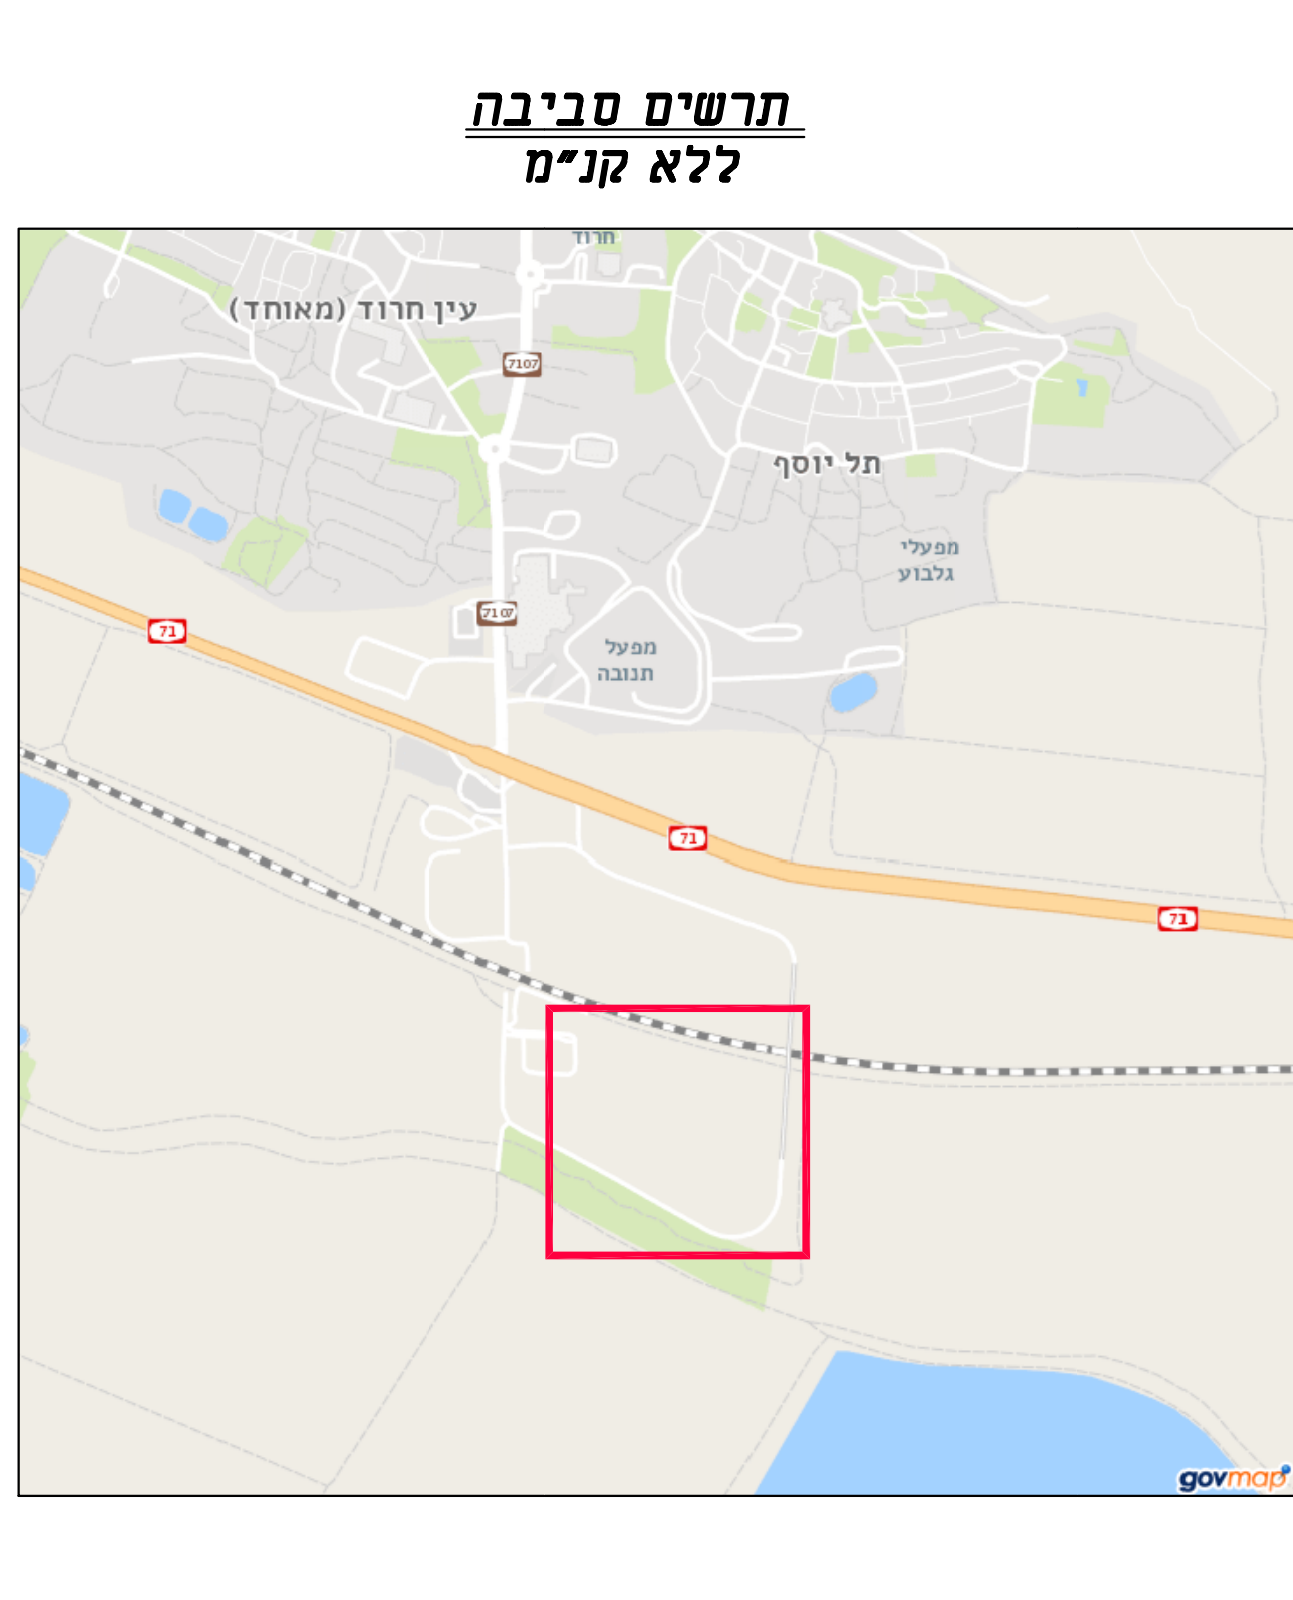 תרשים סביבה
ללא קנ״מ
חרוד
עין חרוד (מאוחד)
7107
תל יוסף
מפעלי
גלבוע
7107
71
מפעל
תנובה
71
71
govmap